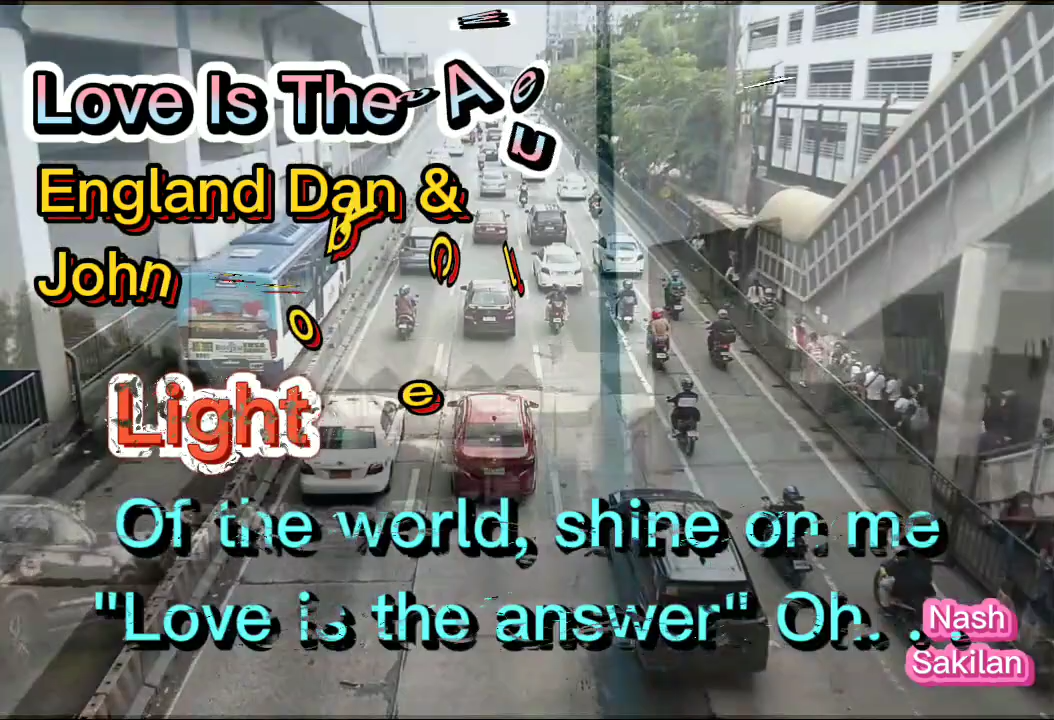 Love Is The
England Dan &
John
Light
Of the world, shine on me
"Love is the answer" Oh. . .
Nash
Sakilan